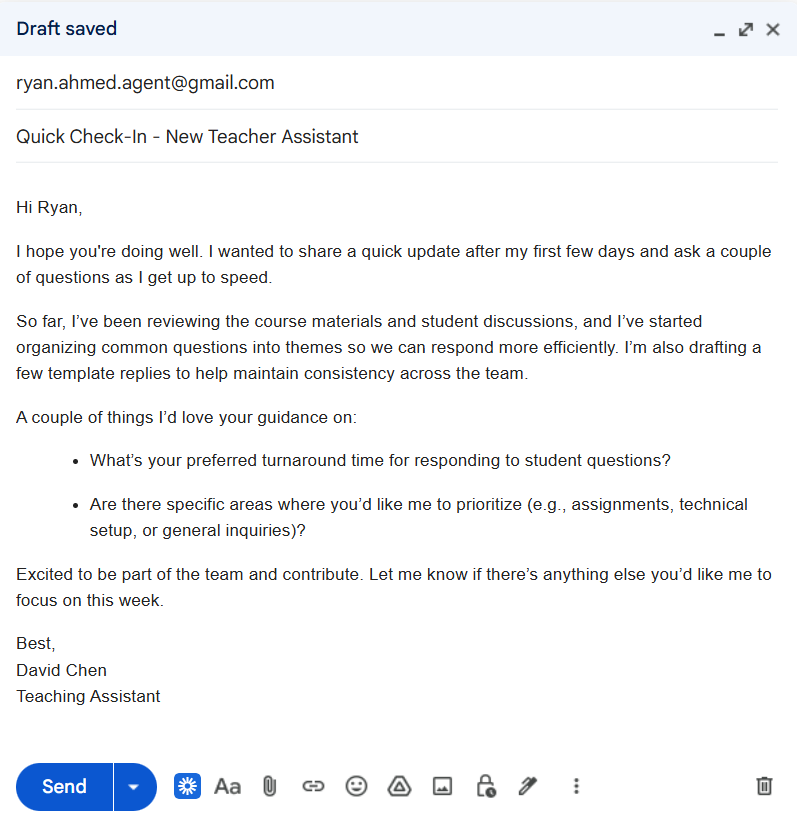 Draft saved
ryan.ahmed.agent@gmail.com
Quick Check-In - New Teacher Assistant
Hi Ryan,
I hope you're doing well. I wanted to share a quick update after my first few days and ask a couple
of questions as I get up to speed.
So far, I’ve been reviewing the course materials and student discussions, and I’ve started
organizing common questions into themes so we can respond more efficiently. I’m also drafting a
few template replies to help maintain consistency across the team.
A couple of things I’d love your guidance on:
• What’s your preferred turnaround time for responding to student questions?
• Are there specific areas where you’d like me to prioritize (e.g., assignments, technical
setup, or general inquiries)?
Excited to be part of the team and contribute. Let me know if there’s anything else you’d like me to
focus on this week.
Best,
David Chen
Teaching Assistant
Send Aa